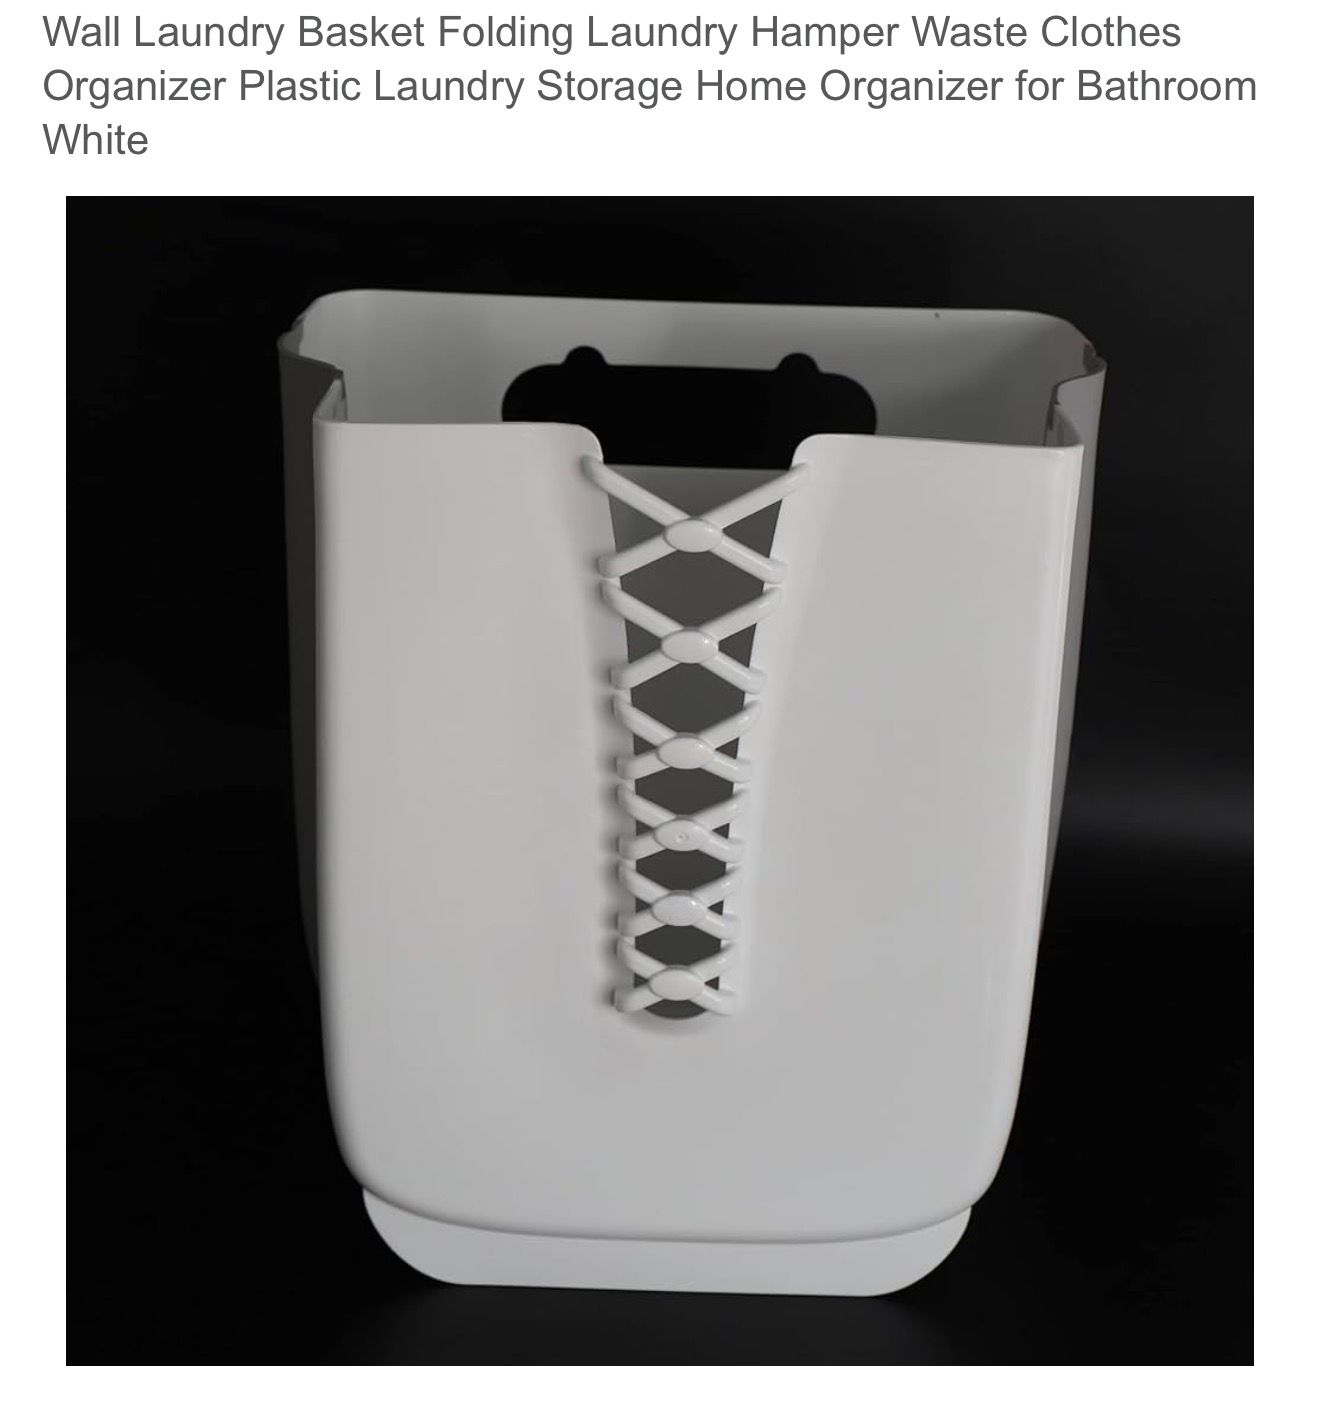 Wall Laundry Basket Folding Laundry Hamper Waste Clothes
Organizer Plastic Laundry Storage Home Organizer for Bathroom
White